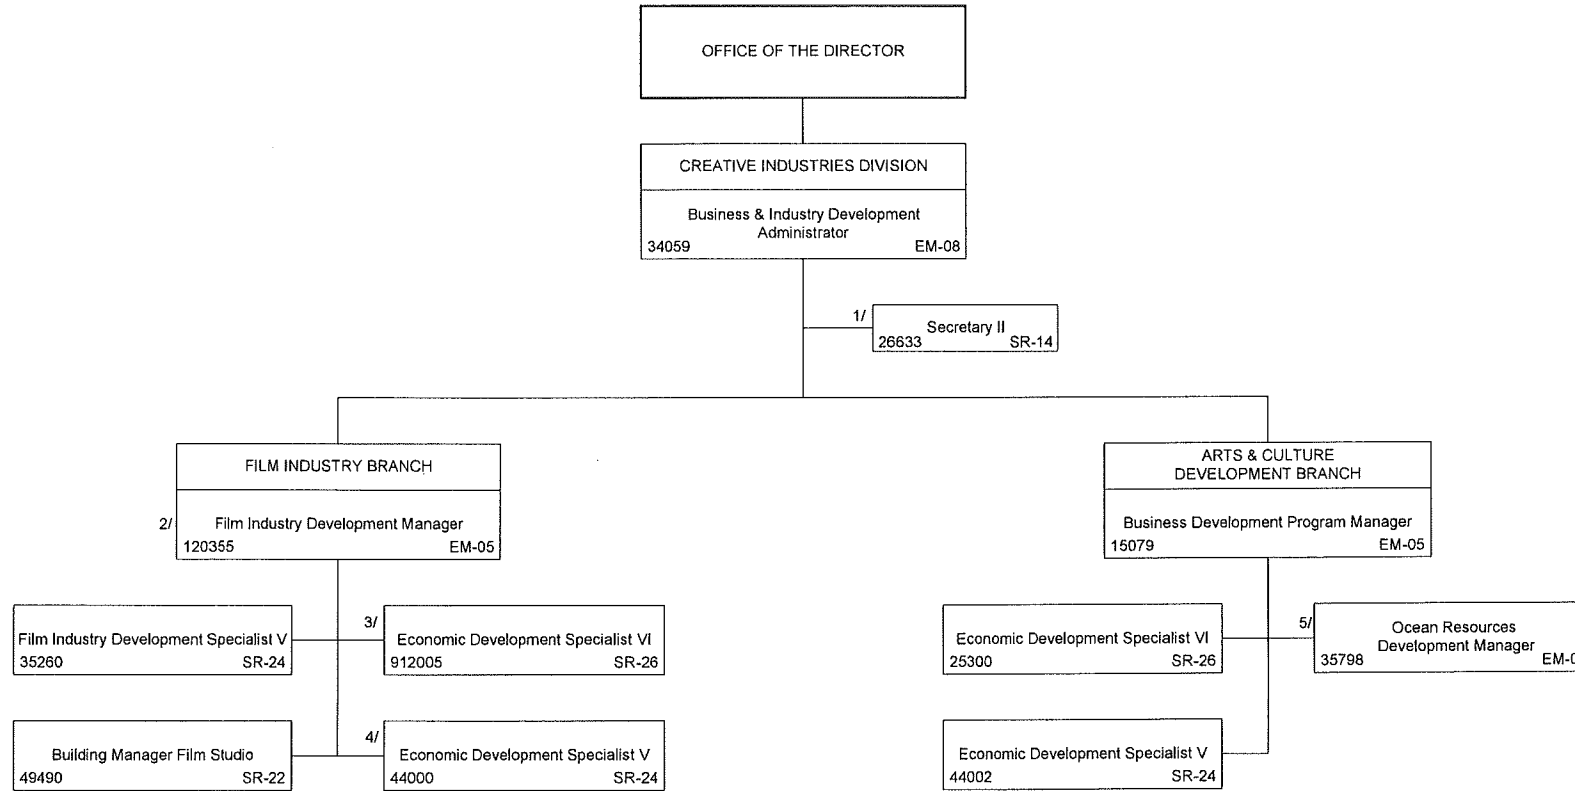 OFFICE OF THE DIRECTOR
CREATIVE INDUSTRIES DIVISION
Business & Industry Development
Administrator
34059 EM-08
1/
Secretary II
26633 SR-14
FILM INDUSTRY BRANCH
2/ Film Industry Development Manager
120355 EM-05
Film Industry Development Specialist V
35260 SR-24
3/
Economic Development Specialist VI
912005 SR-26
Building Manager Film Studio
49490 SR-22
4/
Economic Development Specialist V
44000 SR-24
ARTS & CULTURE
DEVELOPMENT BRANCH
Business Development Program Manager
15079 EM-05
Economic Development Specialist VI
25300 SR-26
5/
Ocean Resources
Development Manager
35798
Economic Development Specialist V
44002 SR-24